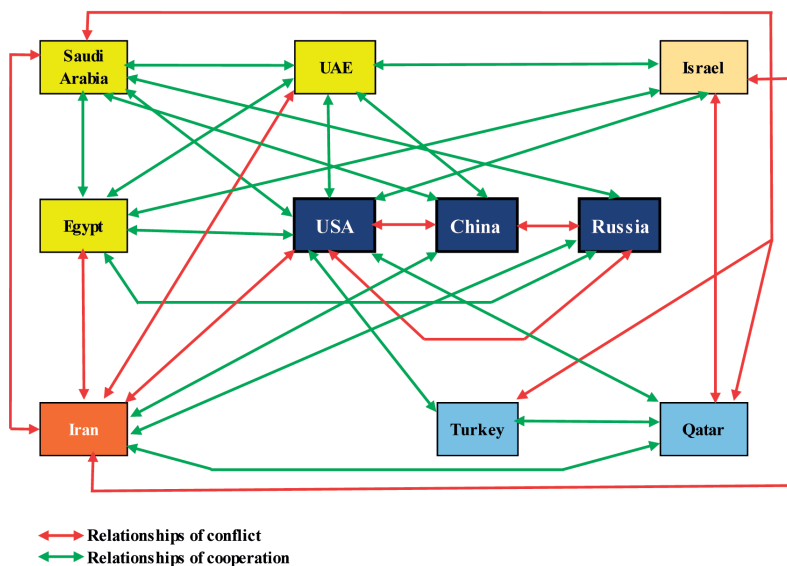 Saudi
Arabia
UAE
Israel
Egypt
USA
China
Russia
Iran
Turkey
Qatar
Relationships of conflict
Relationships of cooperation